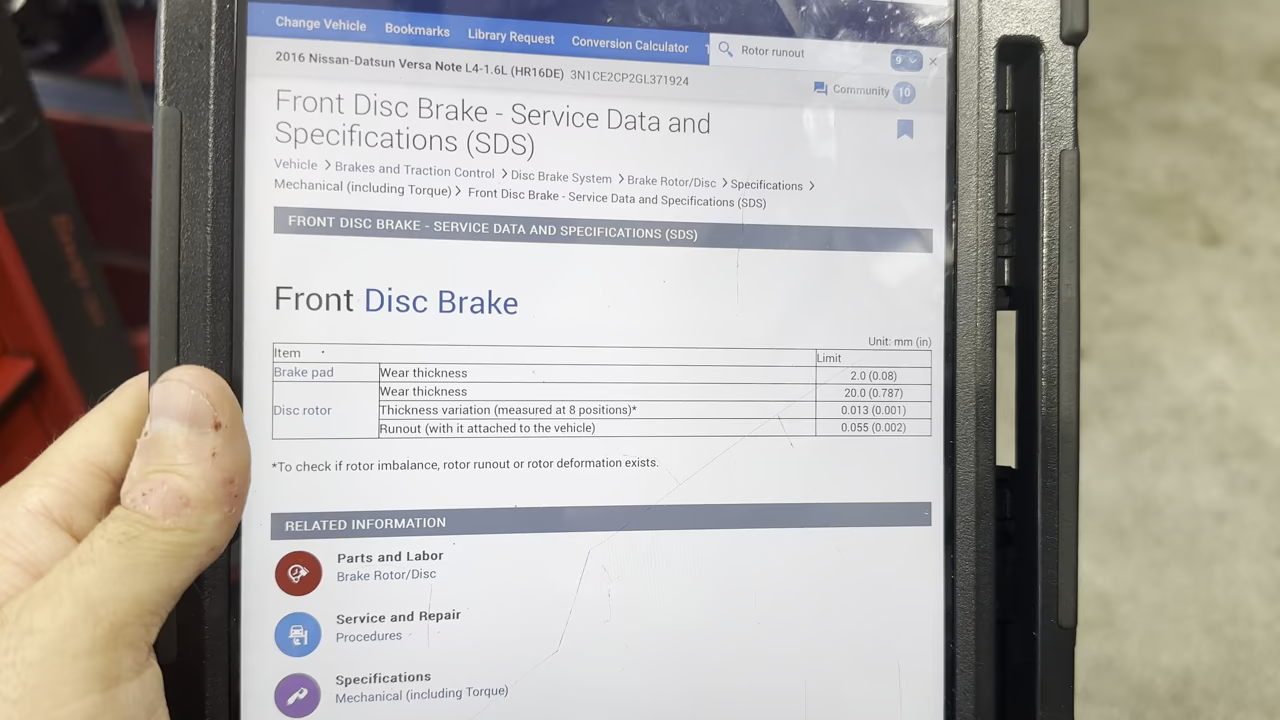 Change Vehicle Bookmarks Library Request Conversion Calculator Rotor runout 9
2016 Nissan-Datsun Versa Note L4-1.6L (HR16DE) 3N1CE2CP2GL371924
Community 10
Front Disc Brake - Service Data and
Specifications (SDS)
Vehicle > Brakes and Traction Control > Disc Brake System > Brake Rotor/Disc > Specifications >
Mechanical (including Torque) > Front Disc Brake - Service Data and Specifications (SDS)
FRONT DISC BRAKE - SERVICE DATA AND SPECIFICATIONS (SDS)
Front Disc Brake
Unit: mm (in)
Item Limit
Brake pad Wear thickness 2.0 (0.08)
Wear thickness 20.0 (0.787)
Disc rotor Thickness variation (measured at 8 positions)* 0.013 (0.001)
Runout (with it attached to the vehicle) 0.055 (0.002)
*To check if rotor imbalance, rotor runout or rotor deformation exists.
RELATED INFORMATION
Parts and Labor
Brake Rotor/Disc
Service and Repair
Procedures
Specifications
Mechanical (including Torque)